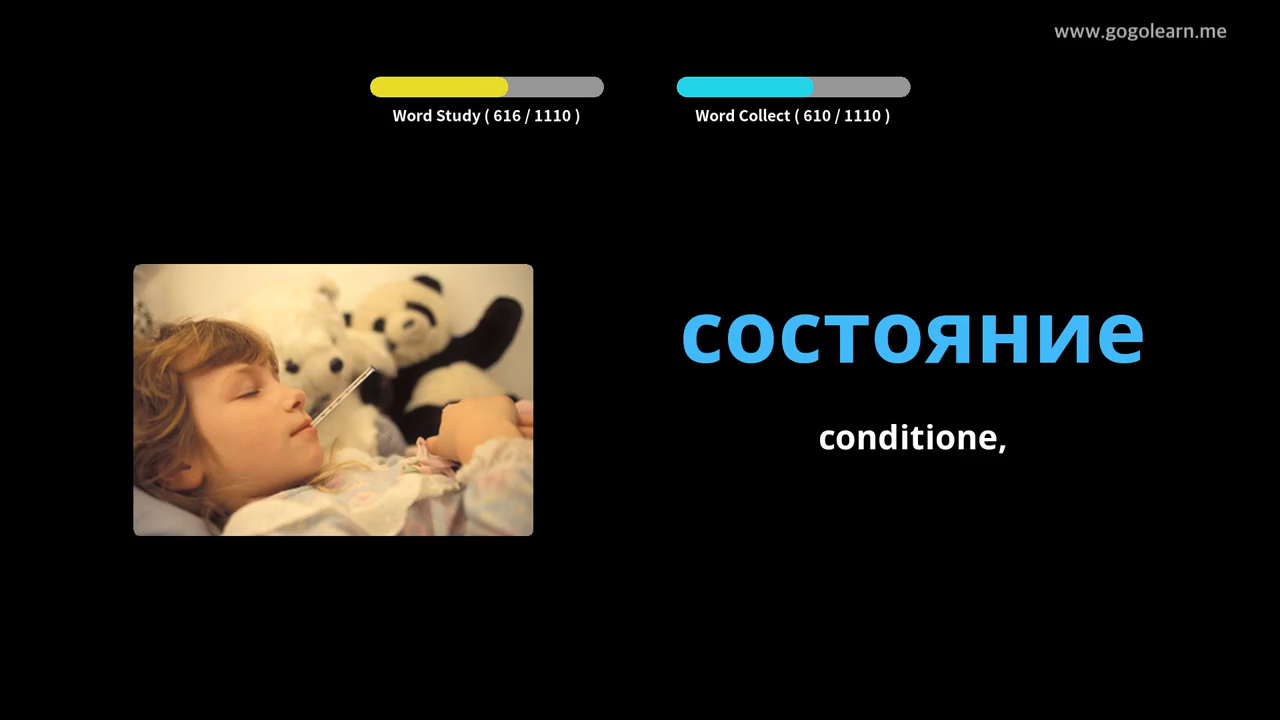 www.gogolearn.me
Word Study ( 616 / 1110 )
Word Collect ( 610 / 1110 )
состояние
conditione,